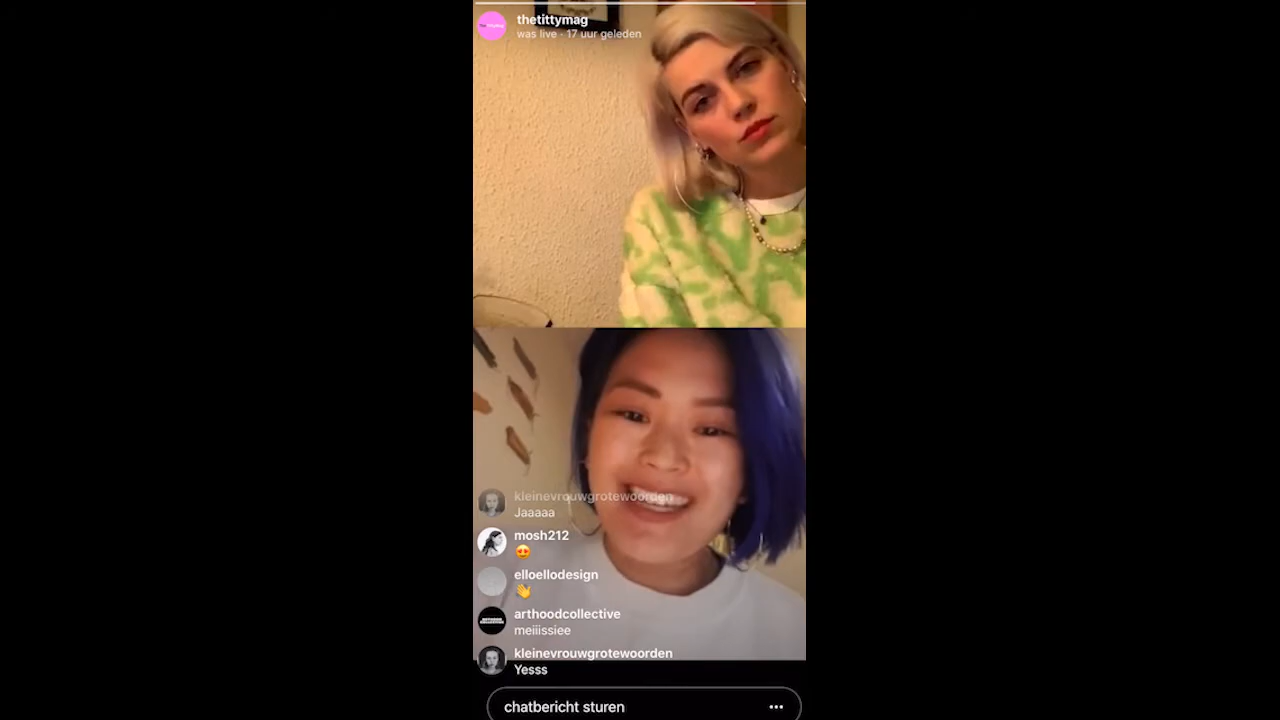 thetittymag
was live · 17 uur geleden
kleinevrouwgrotewoorden
Jaaaaa
mosh212
😍
elloellodesign
👋
arthoodcollective
meiiissiee
kleinevrouwgrotewoorden
Yesss
chatbericht sturen